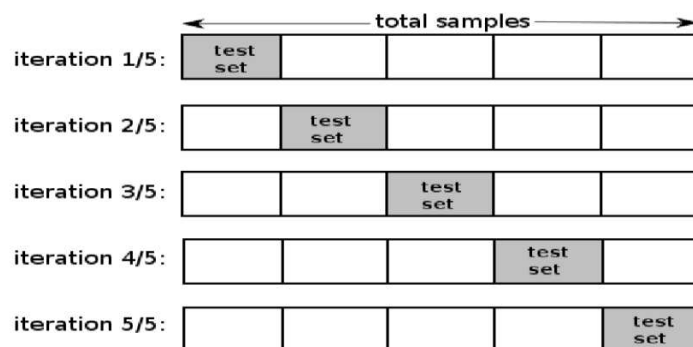 total samples
iteration 1/5:
test
set
iteration 2/5:
test
set
iteration 3/5:
test
set
iteration 4/5:
test
set
iteration 5/5:
test
set